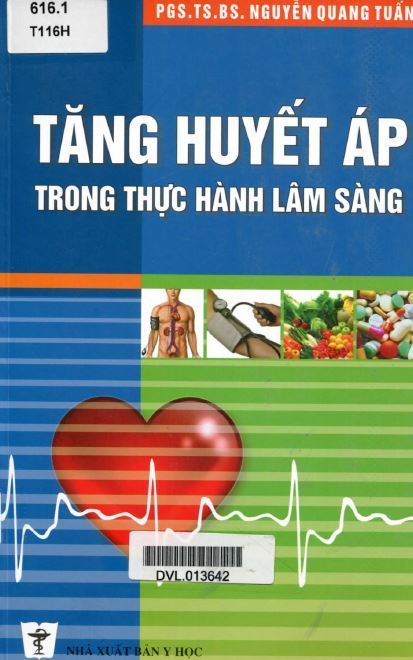 616.1
T116H
PGS.TS.BS. NGUYỄN QUANG TUẤN
TĂNG HUYẾT ÁP
TRONG THỰC HÀNH LÂM SÀNG
DVL.013642
NHÀ XUẤT BẢN Y HỌC